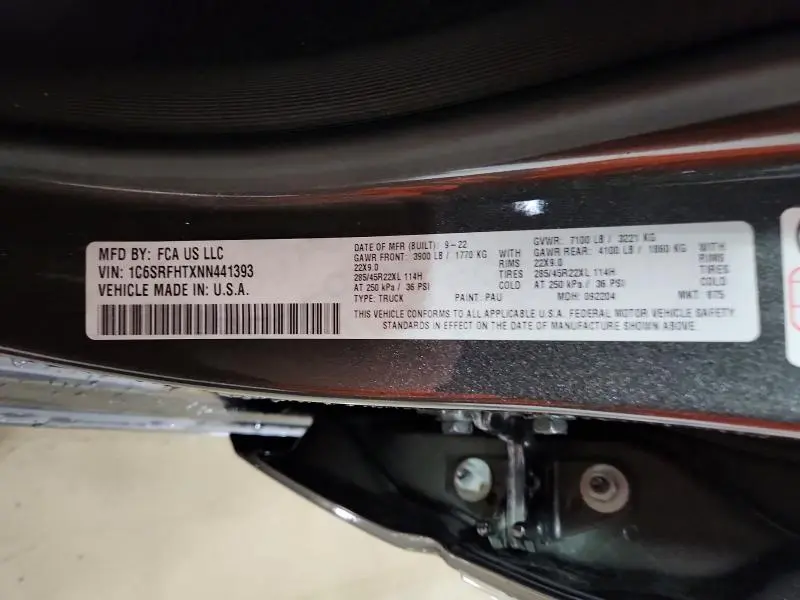 MFD BY: FCA US LLC
VIN: 1C6SRFHTXNN441393
VEHICLE MADE IN: U.S.A.
DATE OF MFR (BUILT): 9-22
GAWR FRONT: 3900 LB / 1770 KG WITH
22X9.0 RIMS
285/45R22XL 114H TIRES
AT 250 kPa / 36 PSI COLD
TYPE: TRUCK PAINT: PAU
GVWR: 7100 LB / 3221 KG
GAWR REAR: 4100 LB / 1860 KG WITH
22X9.0 RIMS
285/45R22XL 114H TIRES
AT 250 kPa / 36 PSI COLD
MDH: 092204 MKT: 875
THIS VEHICLE CONFORMS TO ALL APPLICABLE U.S.A. FEDERAL MOTOR VEHICLE SAFETY
STANDARDS IN EFFECT ON THE DATE OF MANUFACTURE SHOWN ABOVE.